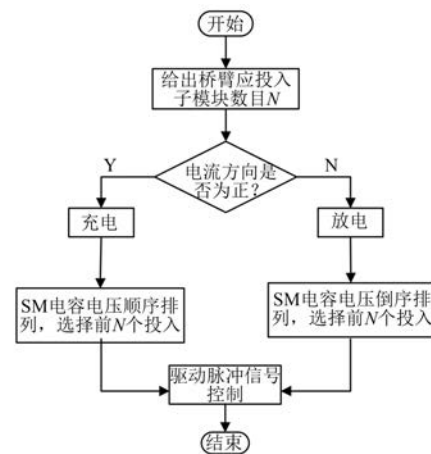 开始
给出桥臂应投入
子模块数目N
电流方向是
否为正？
Y
N
充电
放电
SM电容电压顺序排
列，选择前N个投入
SM电容电压倒序排
列，选择前N个投入
驱动脉冲信号
控制
结束